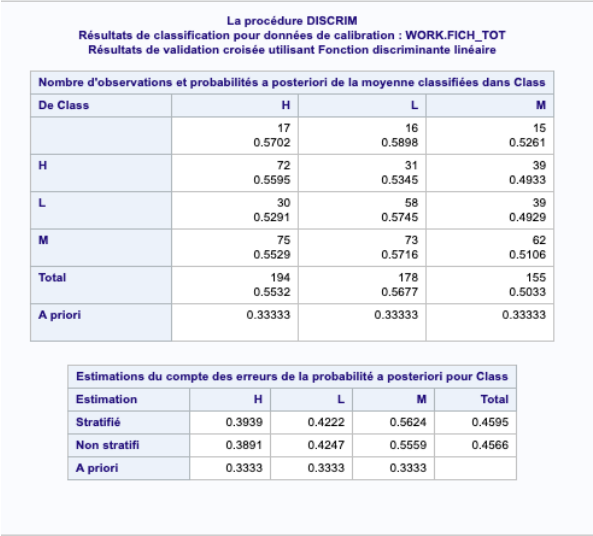 La procédure DISCRIM
Résultats de classification pour données de calibration : WORK.FICH_TOT
Résultats de validation croisée utilisant Fonction discriminante linéaire
Nombre d'observations et probabilités a posteriori de la moyenne classifiées dans Class
De Class H L M
17 16 15
0.5702 0.5898 0.5261
H 72 31 39
0.5595 0.5345 0.4933
L 30 58 39
0.5291 0.5745 0.4929
M 75 73 62
0.5529 0.5716 0.5106
Total 194 178 155
0.5532 0.5677 0.5033
A priori 0.33333 0.33333 0.33333
Estimations du compte des erreurs de la probabilité a posteriori pour Class
Estimation H L M Total
Stratifié 0.3939 0.4222 0.5624 0.4595
Non stratifi 0.3891 0.4247 0.5559 0.4566
A priori 0.3333 0.3333 0.3333